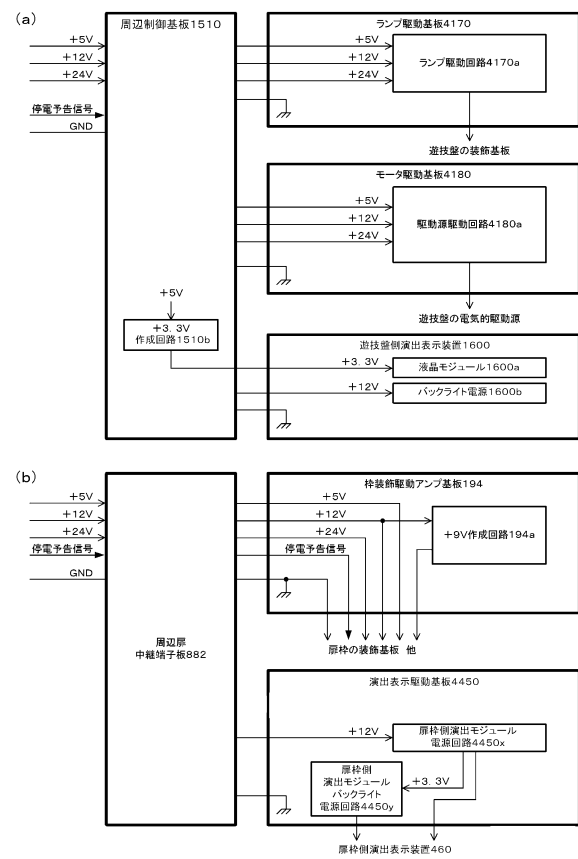 (a)
周辺制御基板1510
+5V
+12V
+24V
停電予告信号
GND
+5V
+3.3V
作成回路1510b
ランプ駆動基板4170
+5V
+12V
+24V
ランプ駆動回路4170a
遊技盤の装飾基板
モータ駆動基板4180
+5V
+12V
+24V
駆動源駆動回路4180a
遊技盤の電気的駆動源
遊技盤側演出表示装置1600
+3.3V
液晶モジュール1600a
+12V
バックライト電源1600b
(b)
+5V
+12V
+24V
停電予告信号
GND
周辺扉
中継端子板882
枠装飾駆動アンプ基板194
+5V
+12V
+24V
停電予告信号
+9V作成回路194a
扉枠の装飾基板 他
演出表示駆動基板4450
+12V
扉枠側演出モジュール
電源回路4450x
+3.3V
扉枠側
演出モジュール
バックライト
電源回路4450y
扉枠側演出表示装置460